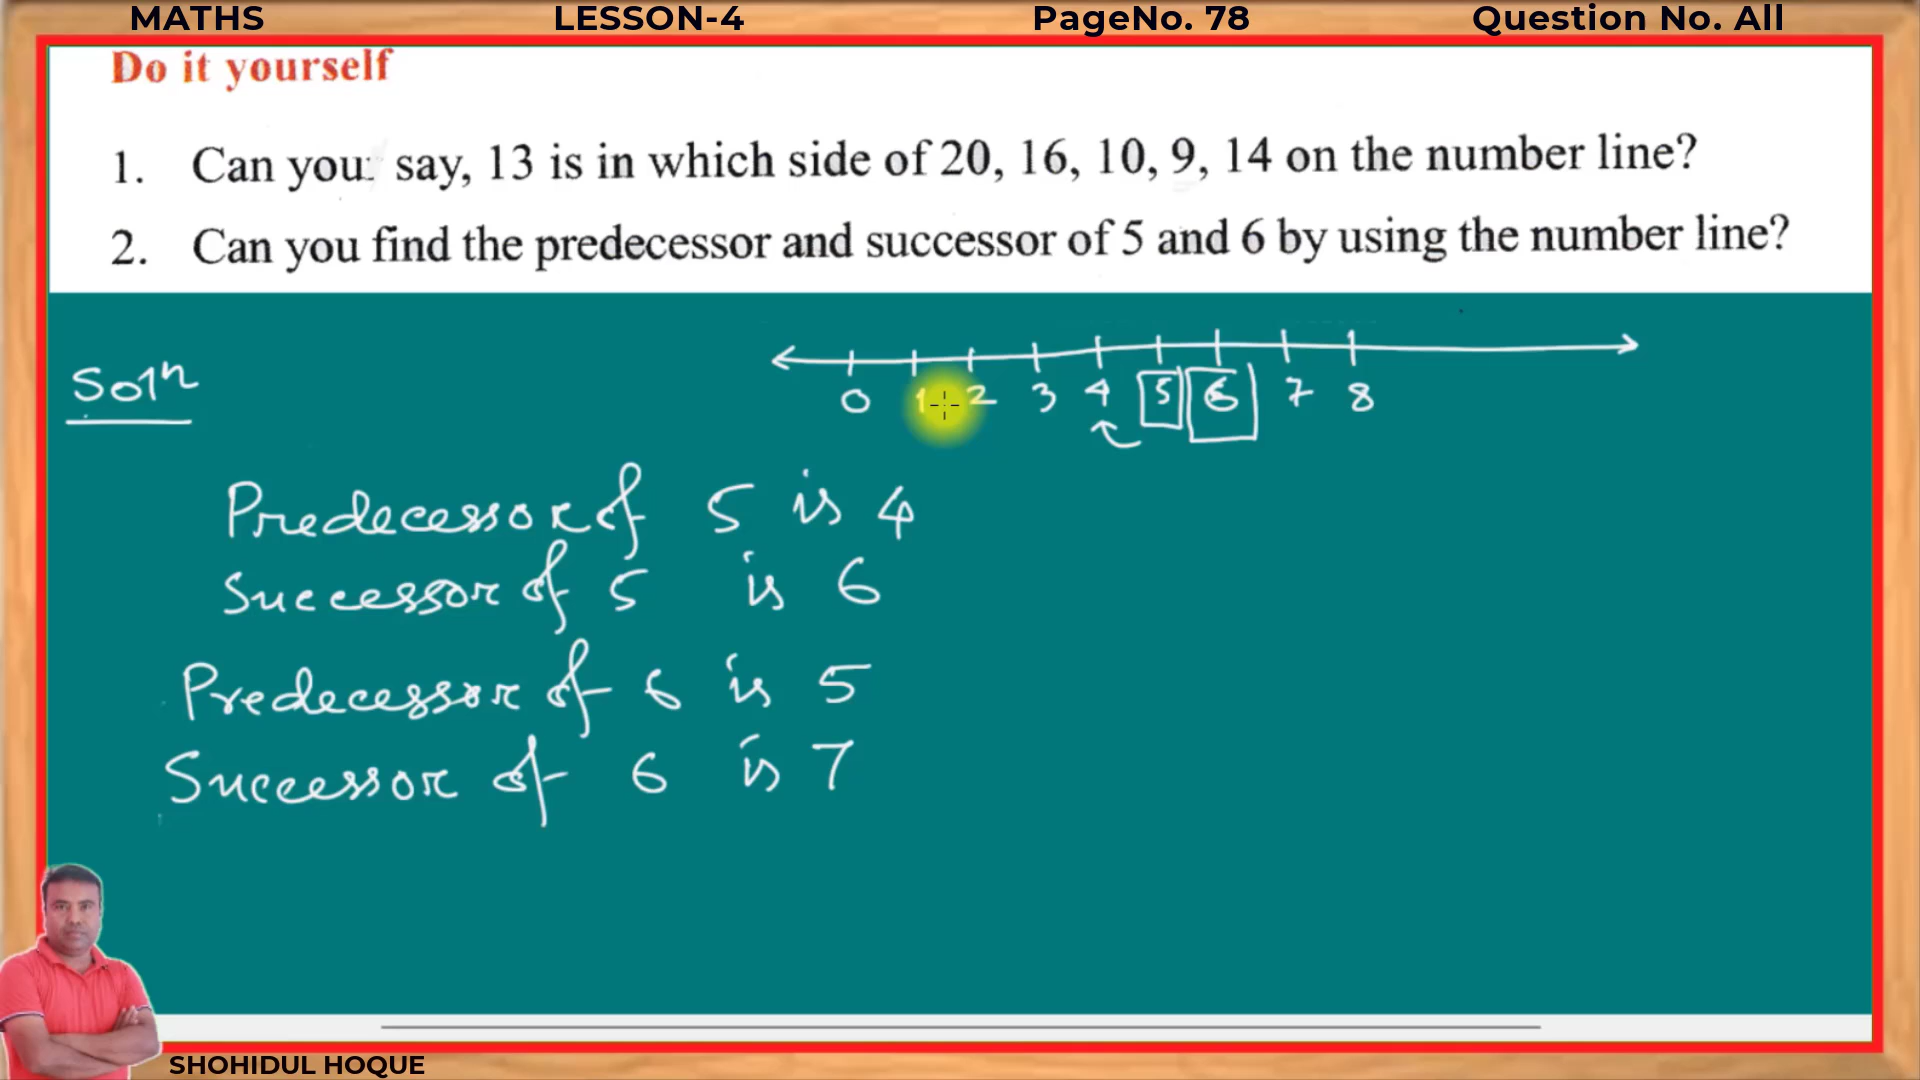 MATHS LESSON-4 PageNo. 78 Question No. All
Do it yourself
1. Can you say, 13 is in which side of 20, 16, 10, 9, 14 on the number line?
2. Can you find the predecessor and successor of 5 and 6 by using the number line?
Soln
0 1 2 3 4 5 6 7 8
Predecessor of 5 is 4
Successor of 5 is 6
Predecessor of 6 is 5
Successor of 6 is 7
SHOHIDUL HOQUE